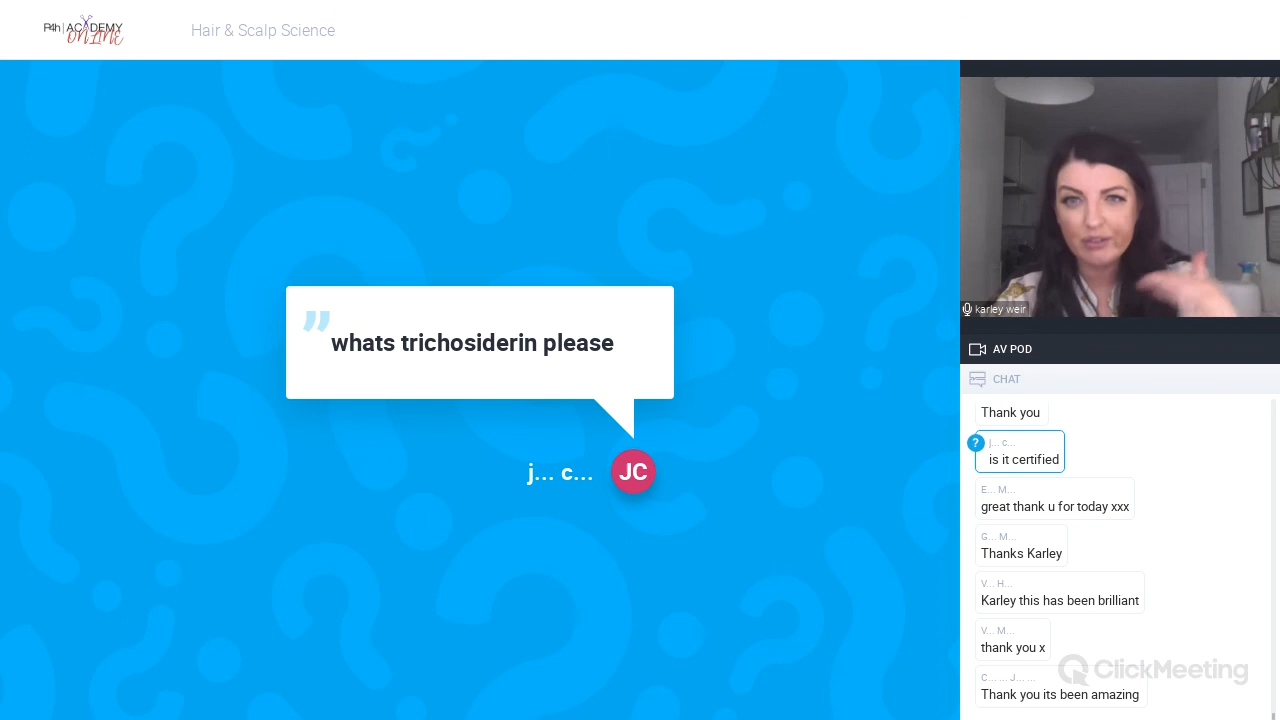 P4h | ACADEMY
ONLINE
Hair & Scalp Science
whats trichosiderin please
j... c...
JC
karley weir
AV POD
CHAT
Thank you
?
j... c...
is it certified
E... M...
great thank u for today xxx
G... M...
Thanks Karley
V... H...
Karley this has been brilliant
V... M...
thank you x
C... ... J... ...
Thank you its been amazing
ClickMeeting